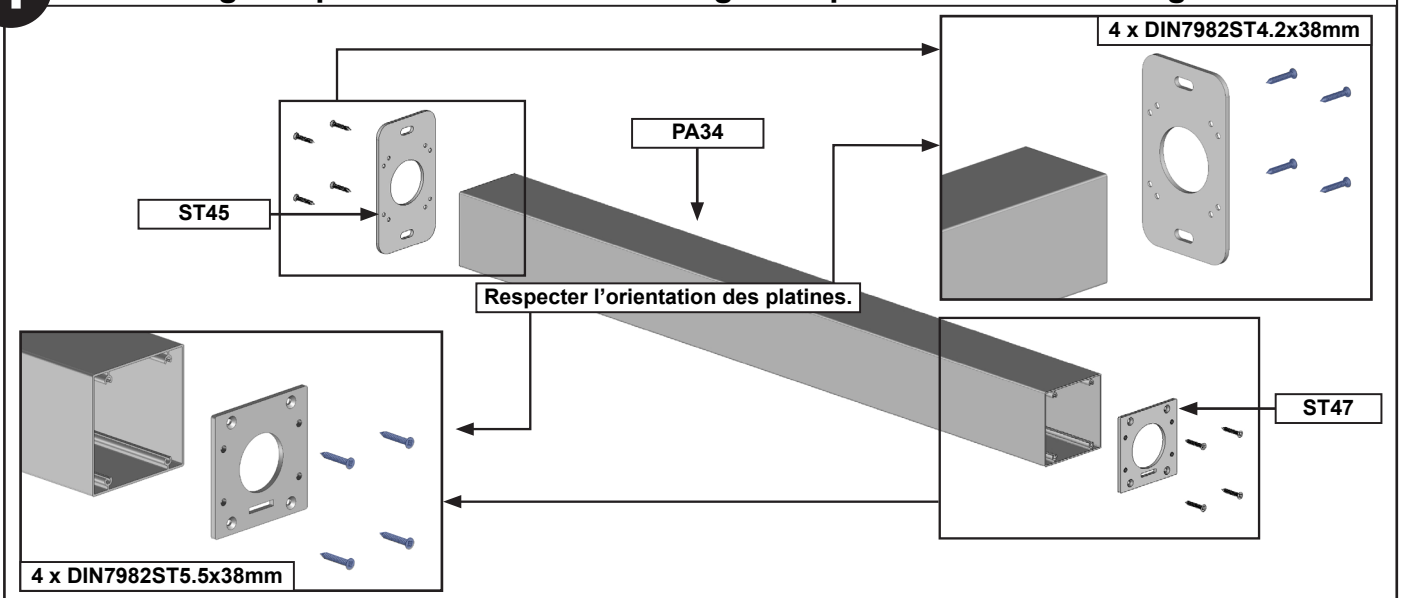 4 x DIN7982ST4.2x38mm
PA34
ST45
Respecter l’orientation des platines.
ST47
4 x DIN7982ST5.5x38mm